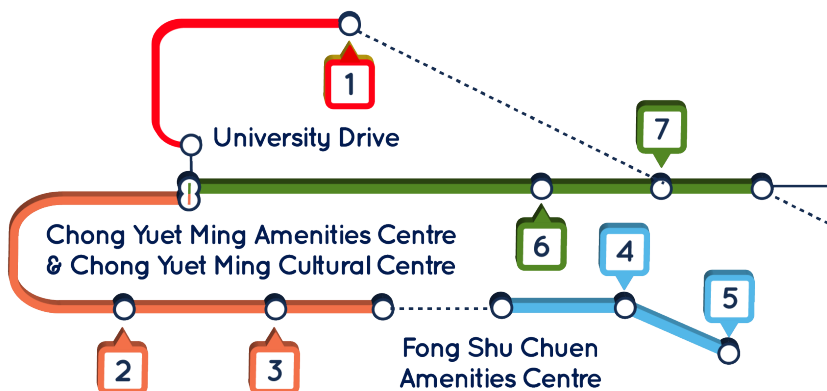 1
University Drive
7
Chong Yuet Ming Amenities Centre
& Chong Yuet Ming Cultural Centre
6
4
5
2
3
Fong Shu Chuen
Amenities Centre